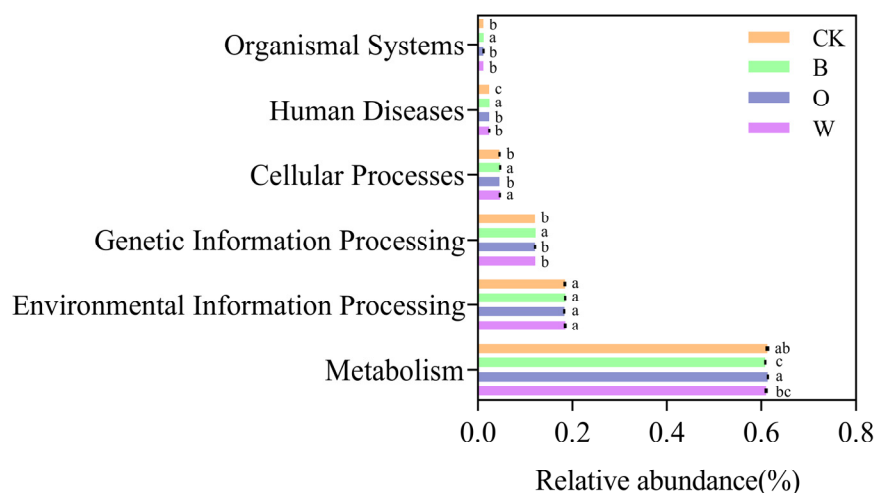 Organismal Systems
b
a
b
b
Human Diseases
c
a
b
b
Cellular Processes
b
a
b
a
Genetic Information Processing
b
a
b
b
Environmental Information Processing
a
a
a
a
Metabolism
ab
c
a
bc
CK
B
O
W
0.0 0.2 0.4 0.6 0.8
Relative abundance(%)